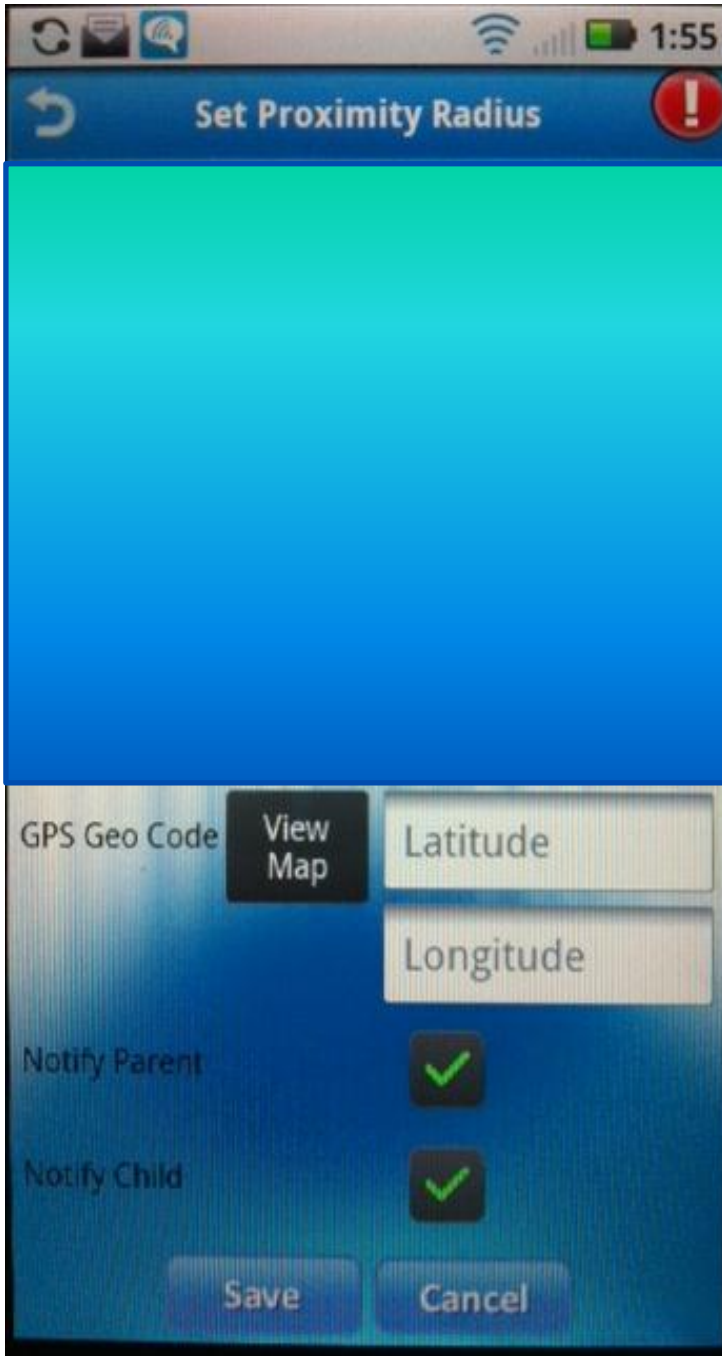 1:55
Set Proximity Radius
GPS Geo Code
View
Map
Latitude
Longitude
Notify Parent
Notify Child
Save
Cancel